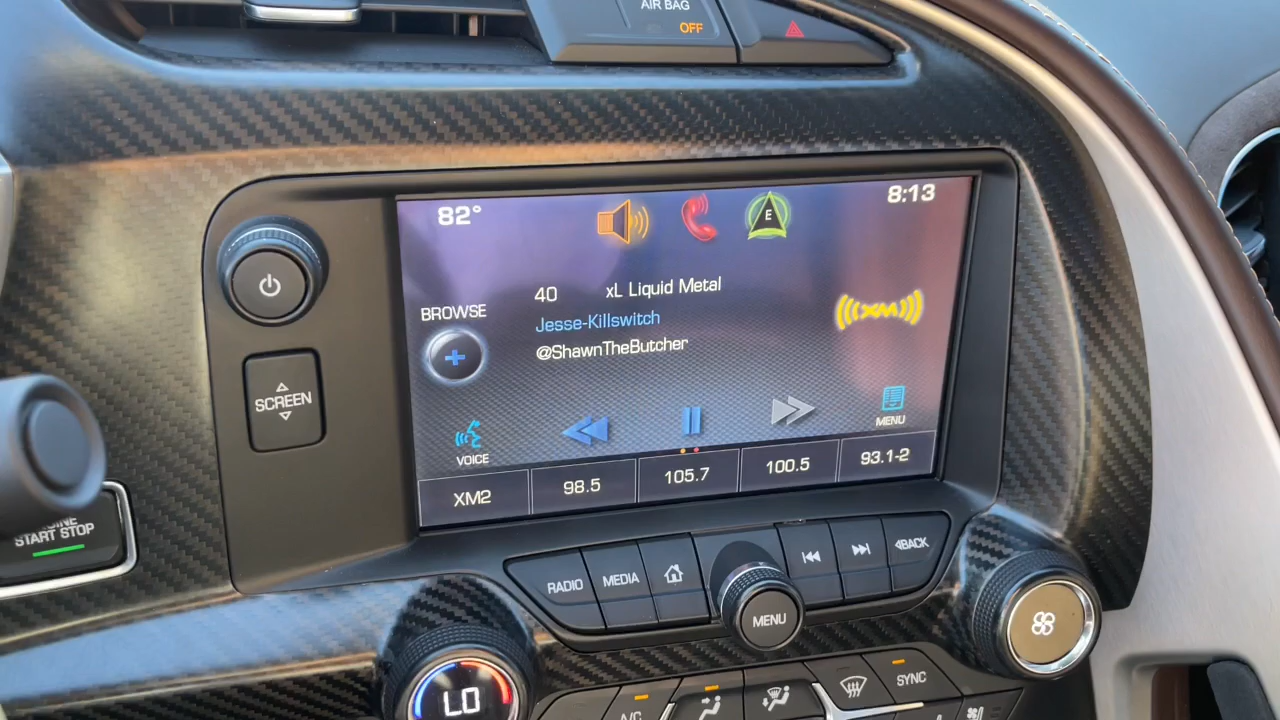 AIR BAG
OFF
82°
E
8:13
40 xL Liquid Metal
XM
BROWSE
Jesse-Killswitch
@ShawnTheButcher
SCREEN
VOICE
MENU
XM2 98.5 105.7 100.5 93.1-2
START STOP
RADIO MEDIA BACK
MENU
LO
A/C
SYNC